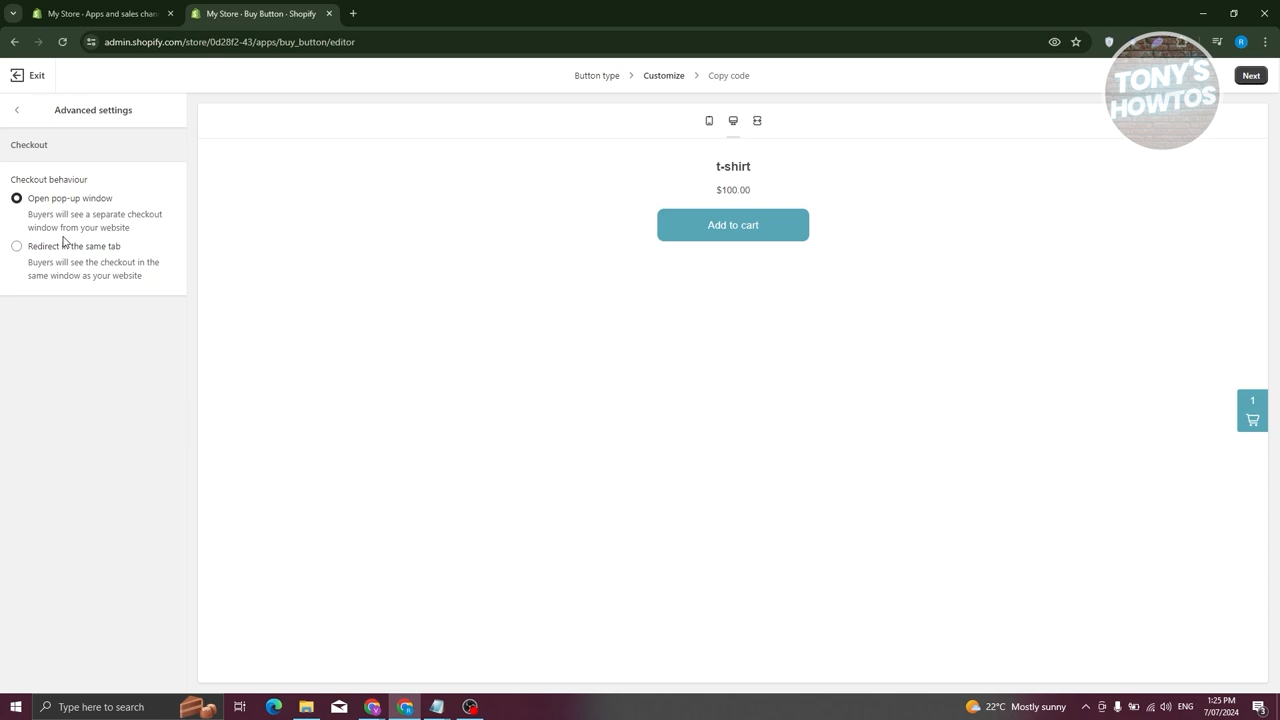 My Store - Apps and sales chan
My Store - Buy Button · Shopify
admin.shopify.com/store/0d28f2-43/apps/buy_button/editor
R
Exit
Button type
Customize
Copy code
Next
TONY'S
HOWTOS
Advanced settings
Checkout
Checkout behaviour
Open pop-up window
Buyers will see a separate checkout
window from your website
Redirect in the same tab
Buyers will see the checkout in the
same window as your website
t-shirt
$100.00
Add to cart
1
Type here to search
22°C Mostly sunny
1:25 PM
7/07/2024